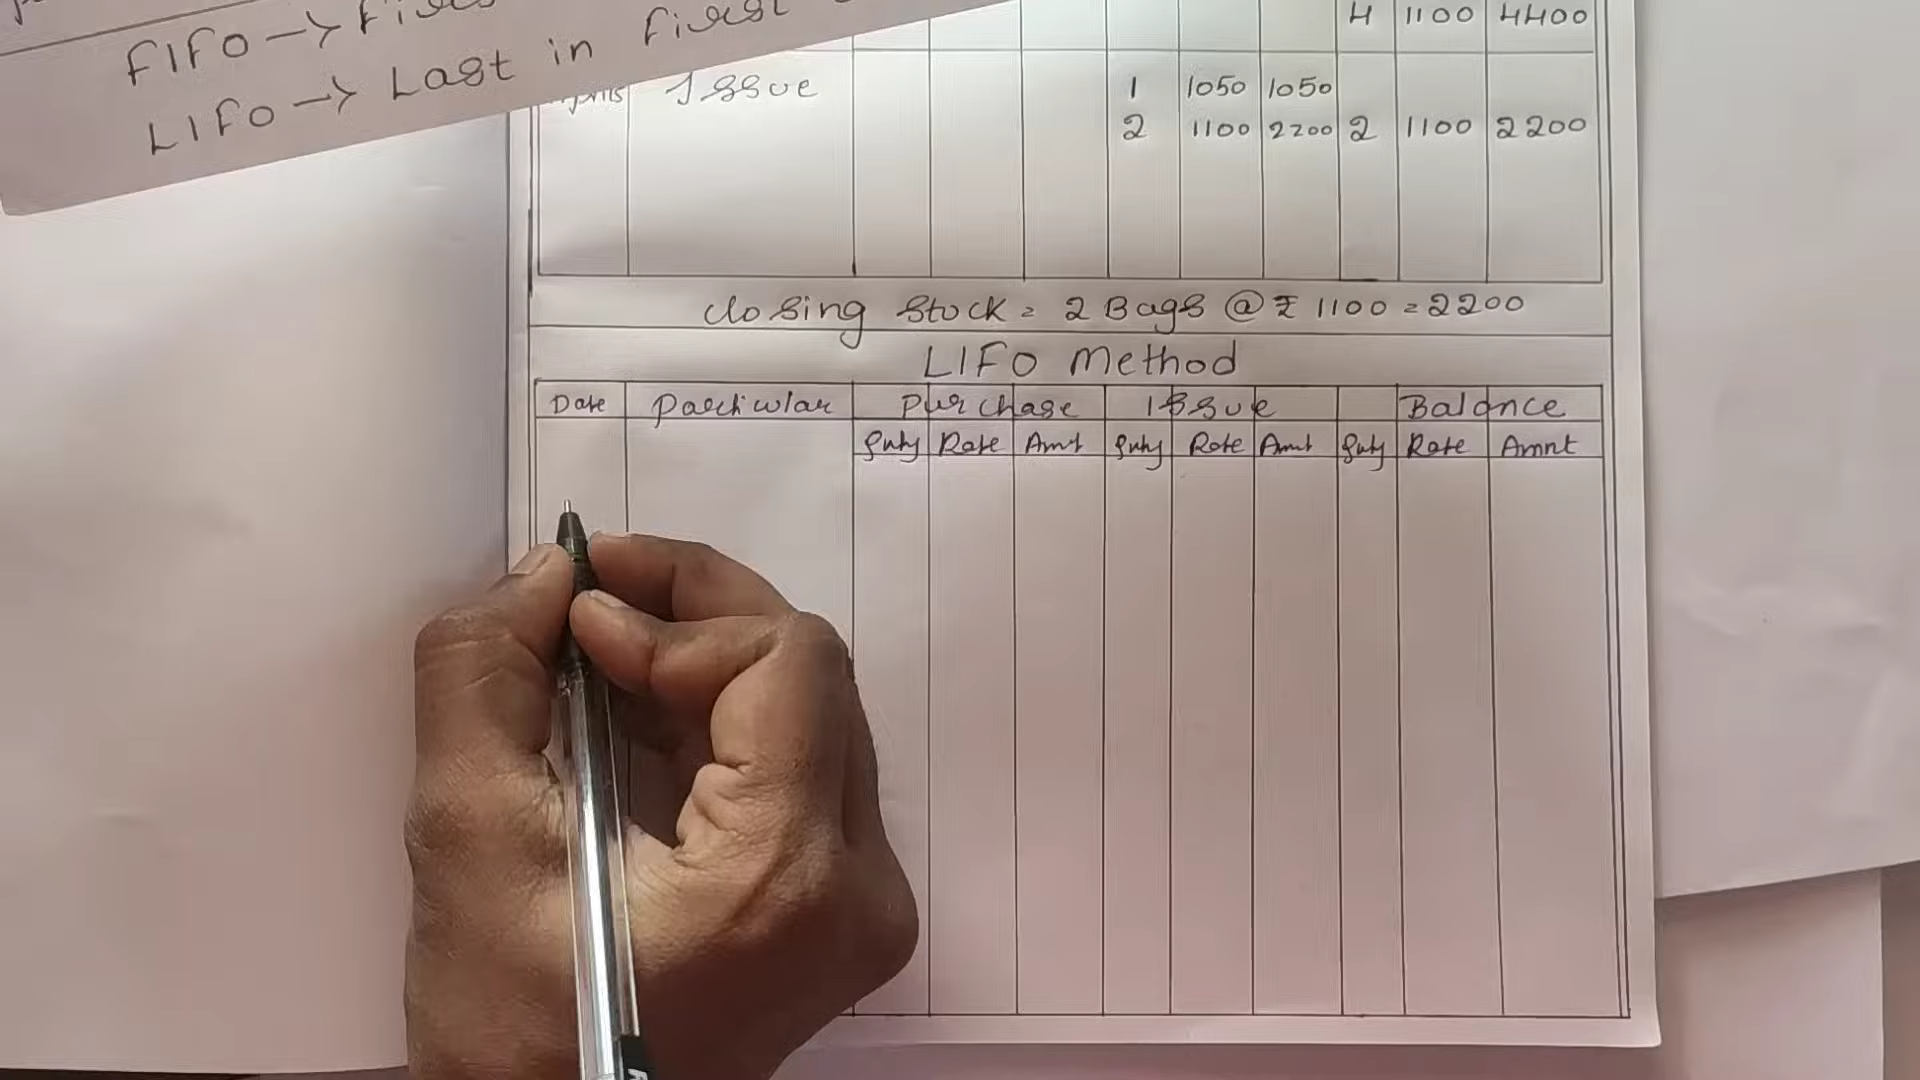 FIFO → 
LIFO → Last in First
4 1100 4400
Issue 1 1050 1050
2 1100 2200 2 1100 2200
Closing Stock = 2 Bags @ ₹ 1100 = 2200
LIFO Method
Date Particular Purchase Issue Balance
Qnty Rate Amt Qnty Rate Amt Qnty Rate Amnt